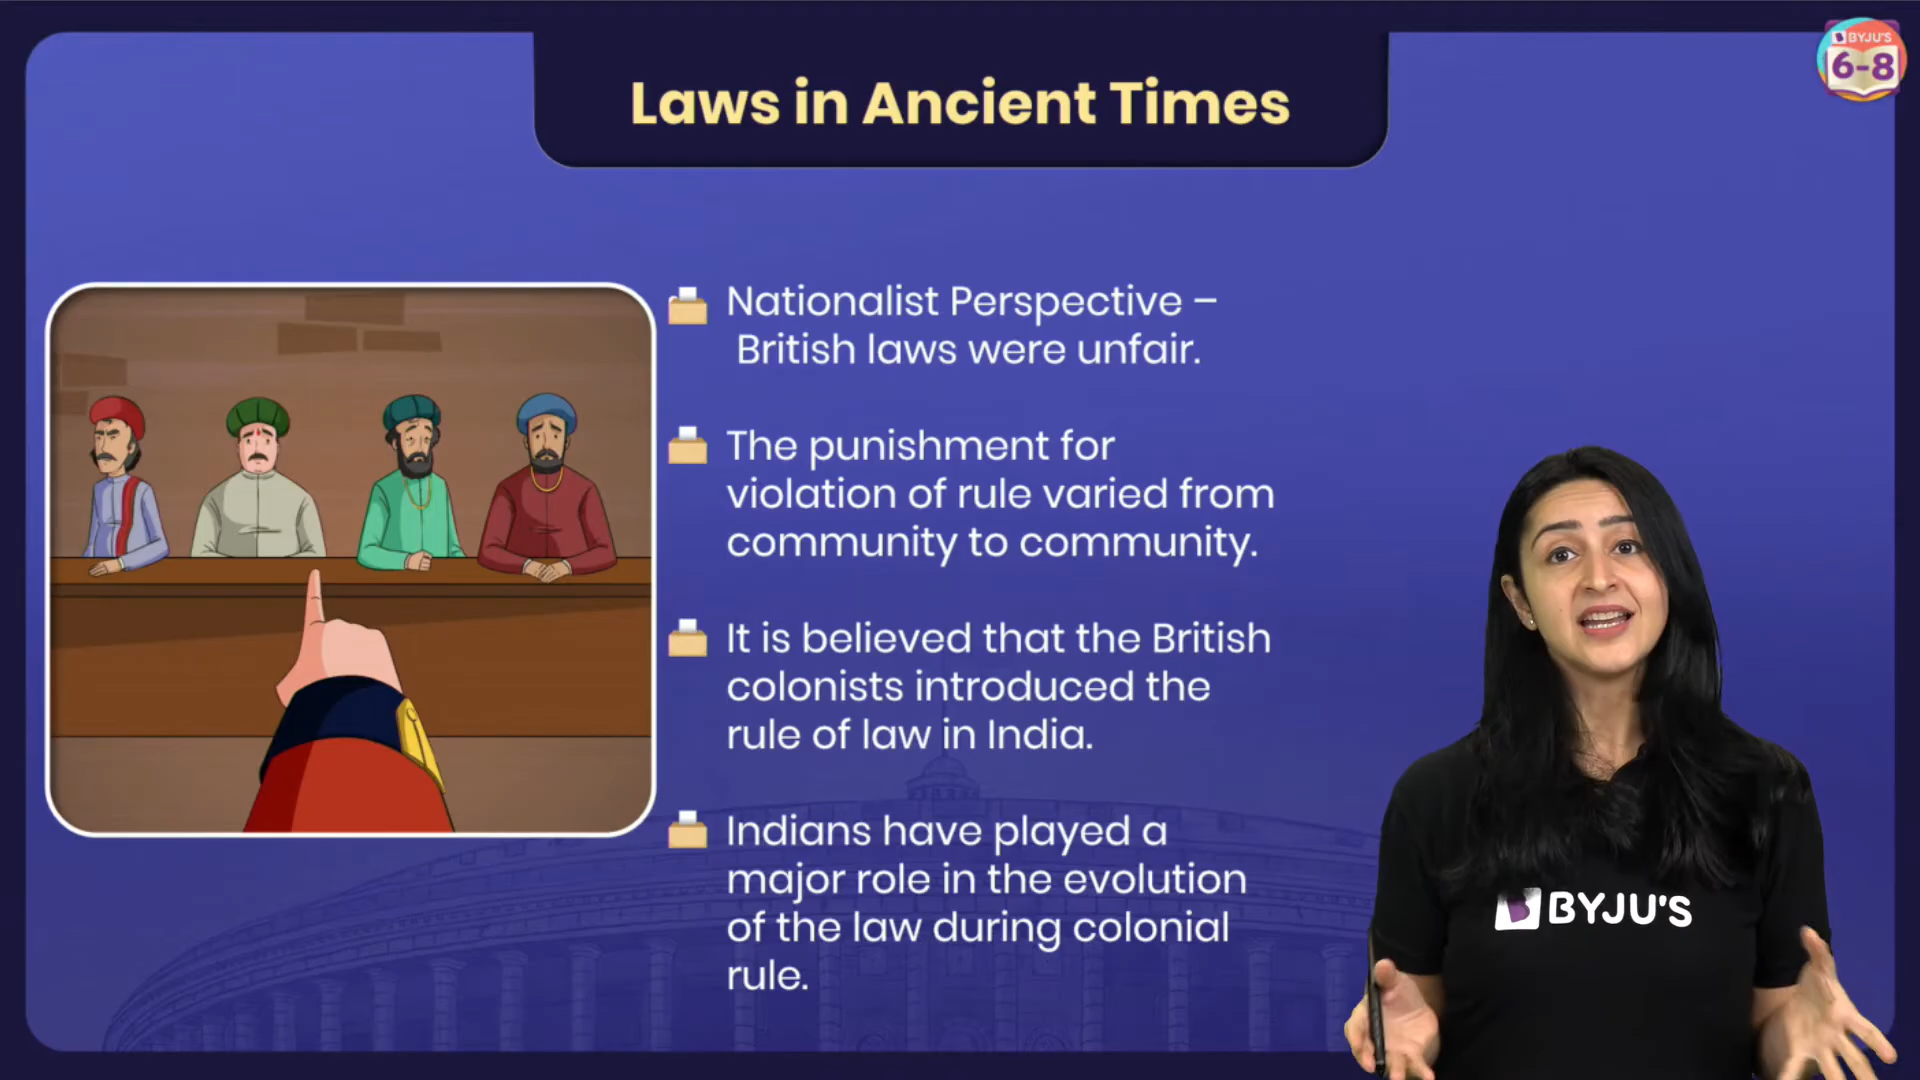 BYJU'S
6-8
Laws in Ancient Times
Nationalist Perspective –
British laws were unfair.
The punishment for
violation of rule varied from
community to community.
It is believed that the British
colonists introduced the
rule of law in India.
Indians have played a
major role in the evolution
of the law during colonial
rule.
BYJU'S